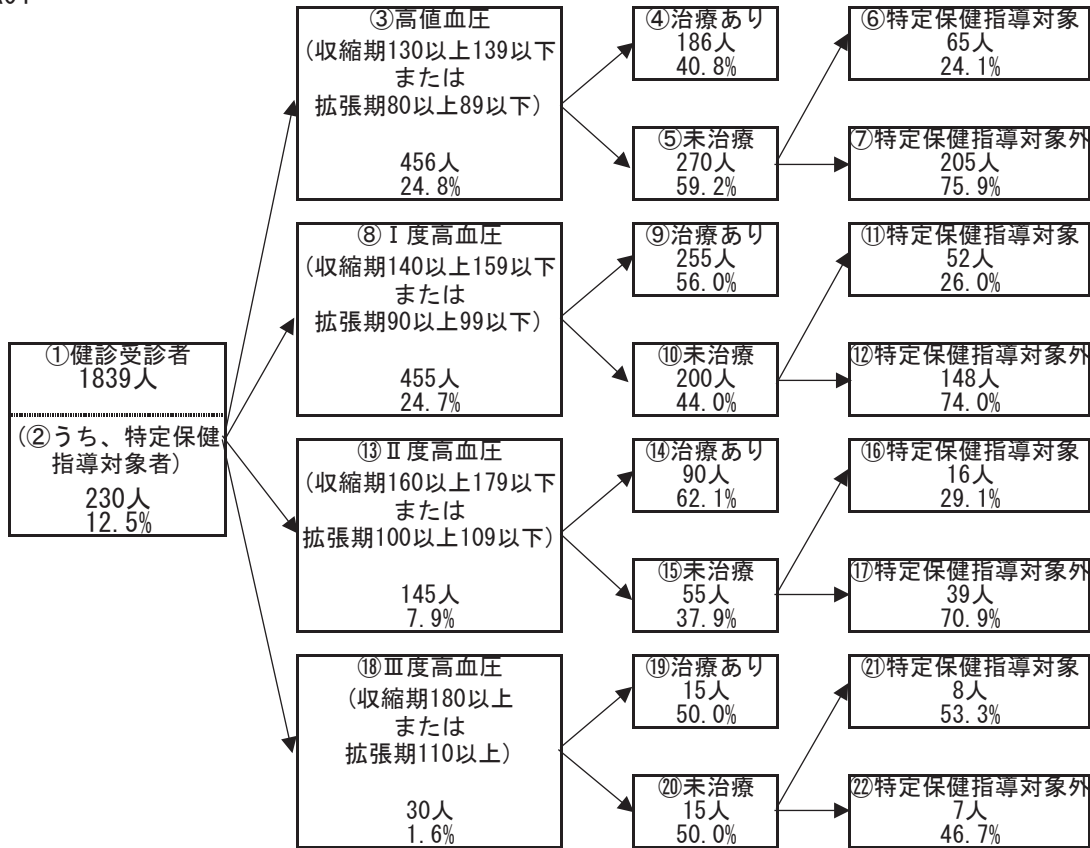 ①健診受診者
1839人
(②うち、特定保健
指導対象者)
230人
12.5%
③高値血圧
(収縮期130以上139以下
または
拡張期80以上89以下)
456人
24.8%
④治療あり
186人
40.8%
⑤未治療
270人
59.2%
⑥特定保健指導対象
65人
24.1%
⑦特定保健指導対象外
205人
75.9%
⑧Ⅰ度高血圧
(収縮期140以上159以下
または
拡張期90以上99以下)
455人
24.7%
⑨治療あり
255人
56.0%
⑩未治療
200人
44.0%
⑪特定保健指導対象
52人
26.0%
⑫特定保健指導対象外
148人
74.0%
⑬Ⅱ度高血圧
(収縮期160以上179以下
または
拡張期100以上109以下)
145人
7.9%
⑭治療あり
90人
62.1%
⑮未治療
55人
37.9%
⑯特定保健指導対象
16人
29.1%
⑰特定保健指導対象外
39人
70.9%
⑱Ⅲ度高血圧
(収縮期180以上
または
拡張期110以上)
30人
1.6%
⑲治療あり
15人
50.0%
⑳未治療
15人
50.0%
㉑特定保健指導対象
8人
53.3%
㉒特定保健指導対象外
7人
46.7%